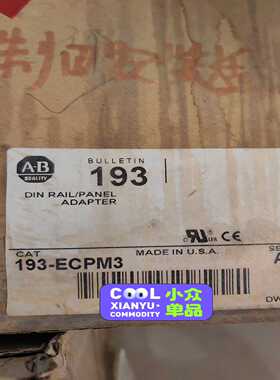 A-B
QUALITY
BULLETIN
193
DIN RAIL/PANEL
ADAPTER
CAT
MADE IN U.S.A.
193-ECPM3
COOL 小众
XIANYU- 单品
COMMODITY